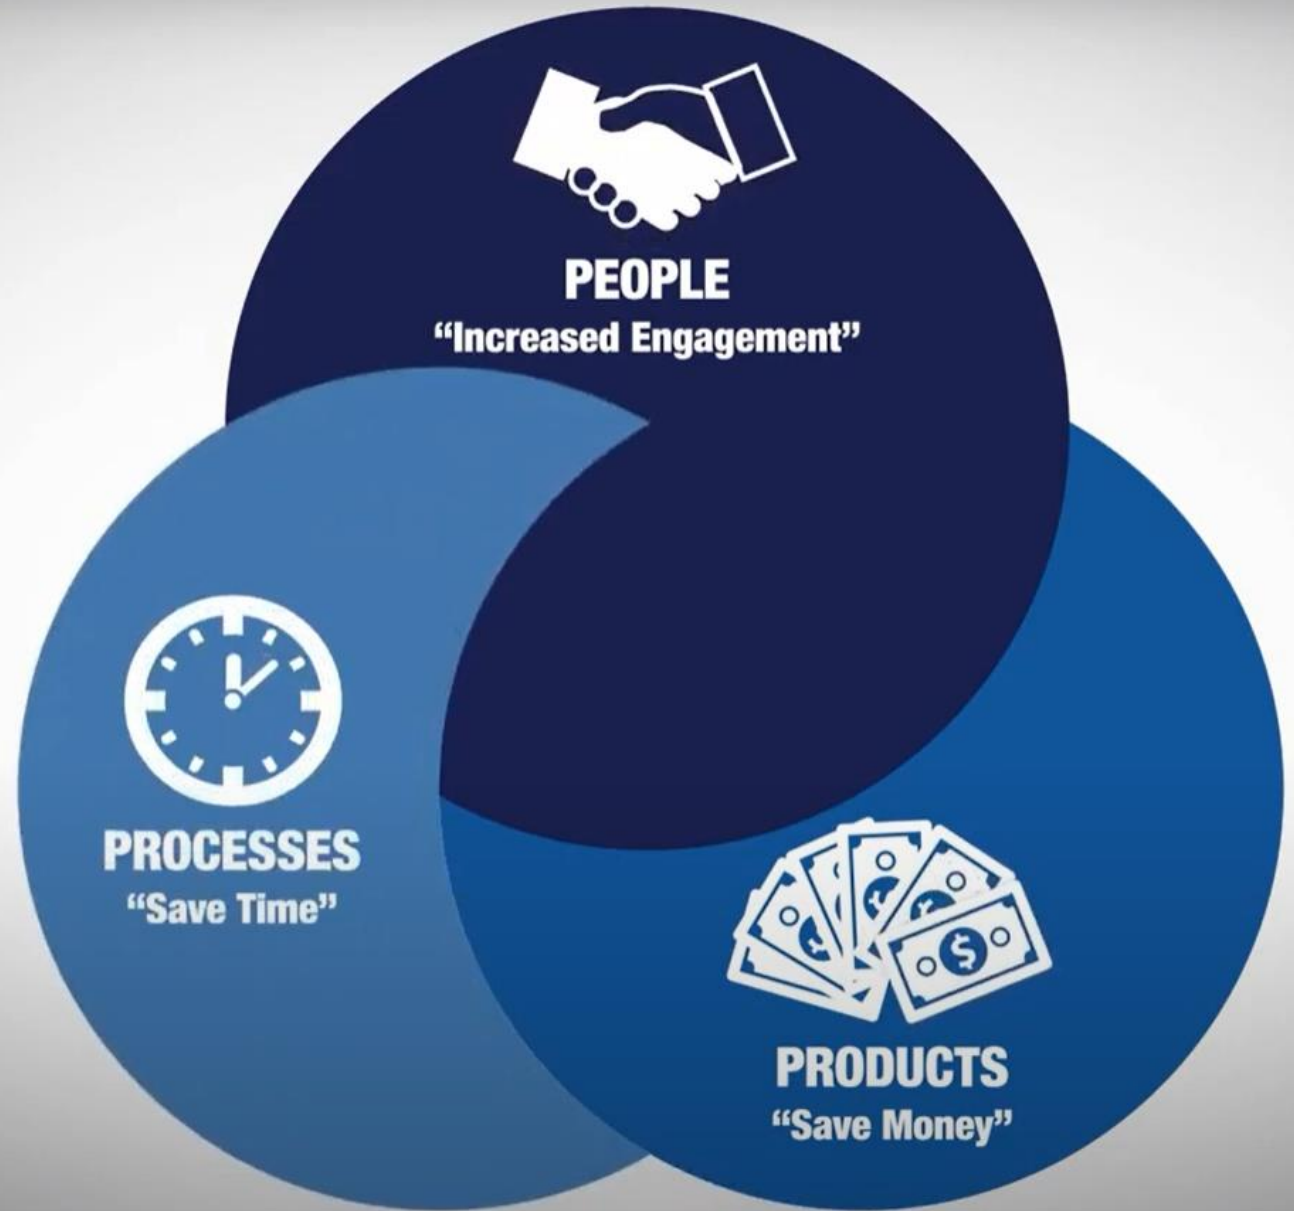 PEOPLE
“Increased Engagement”
PROCESSES
“Save Time”
$
PRODUCTS
“Save Money”